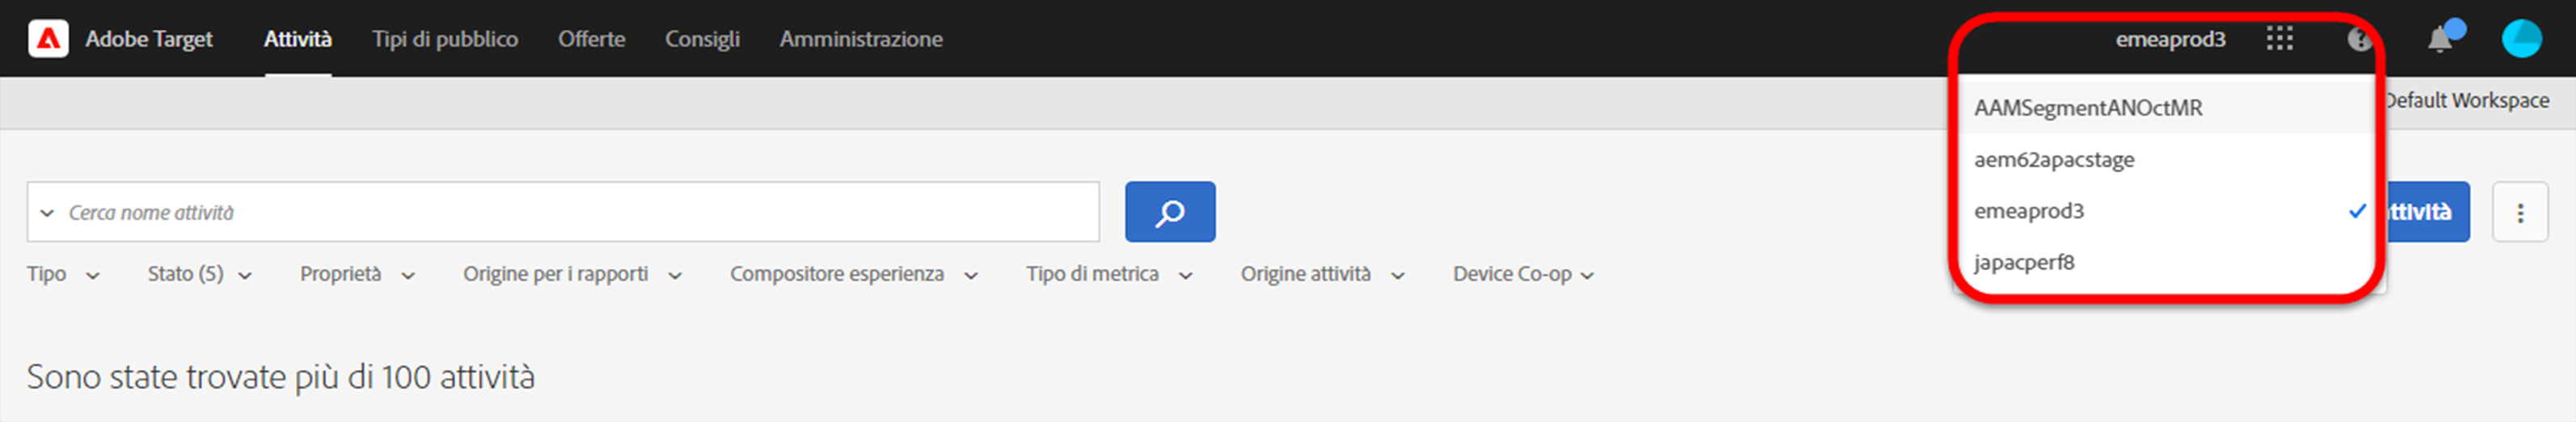 Adobe Target Attività Tipi di pubblico Offerte Consigli Amministrazione emeaprod3
AAMSegmentANOctMR
Default Workspace
aem62apacstage
Cerca nome attività
emeaprod3
attività
japacperf8
Tipo Stato (5) Proprietà Origine per i rapporti Compositore esperienza Tipo di metrica Origine attività Device Co-op
Sono state trovate più di 100 attività